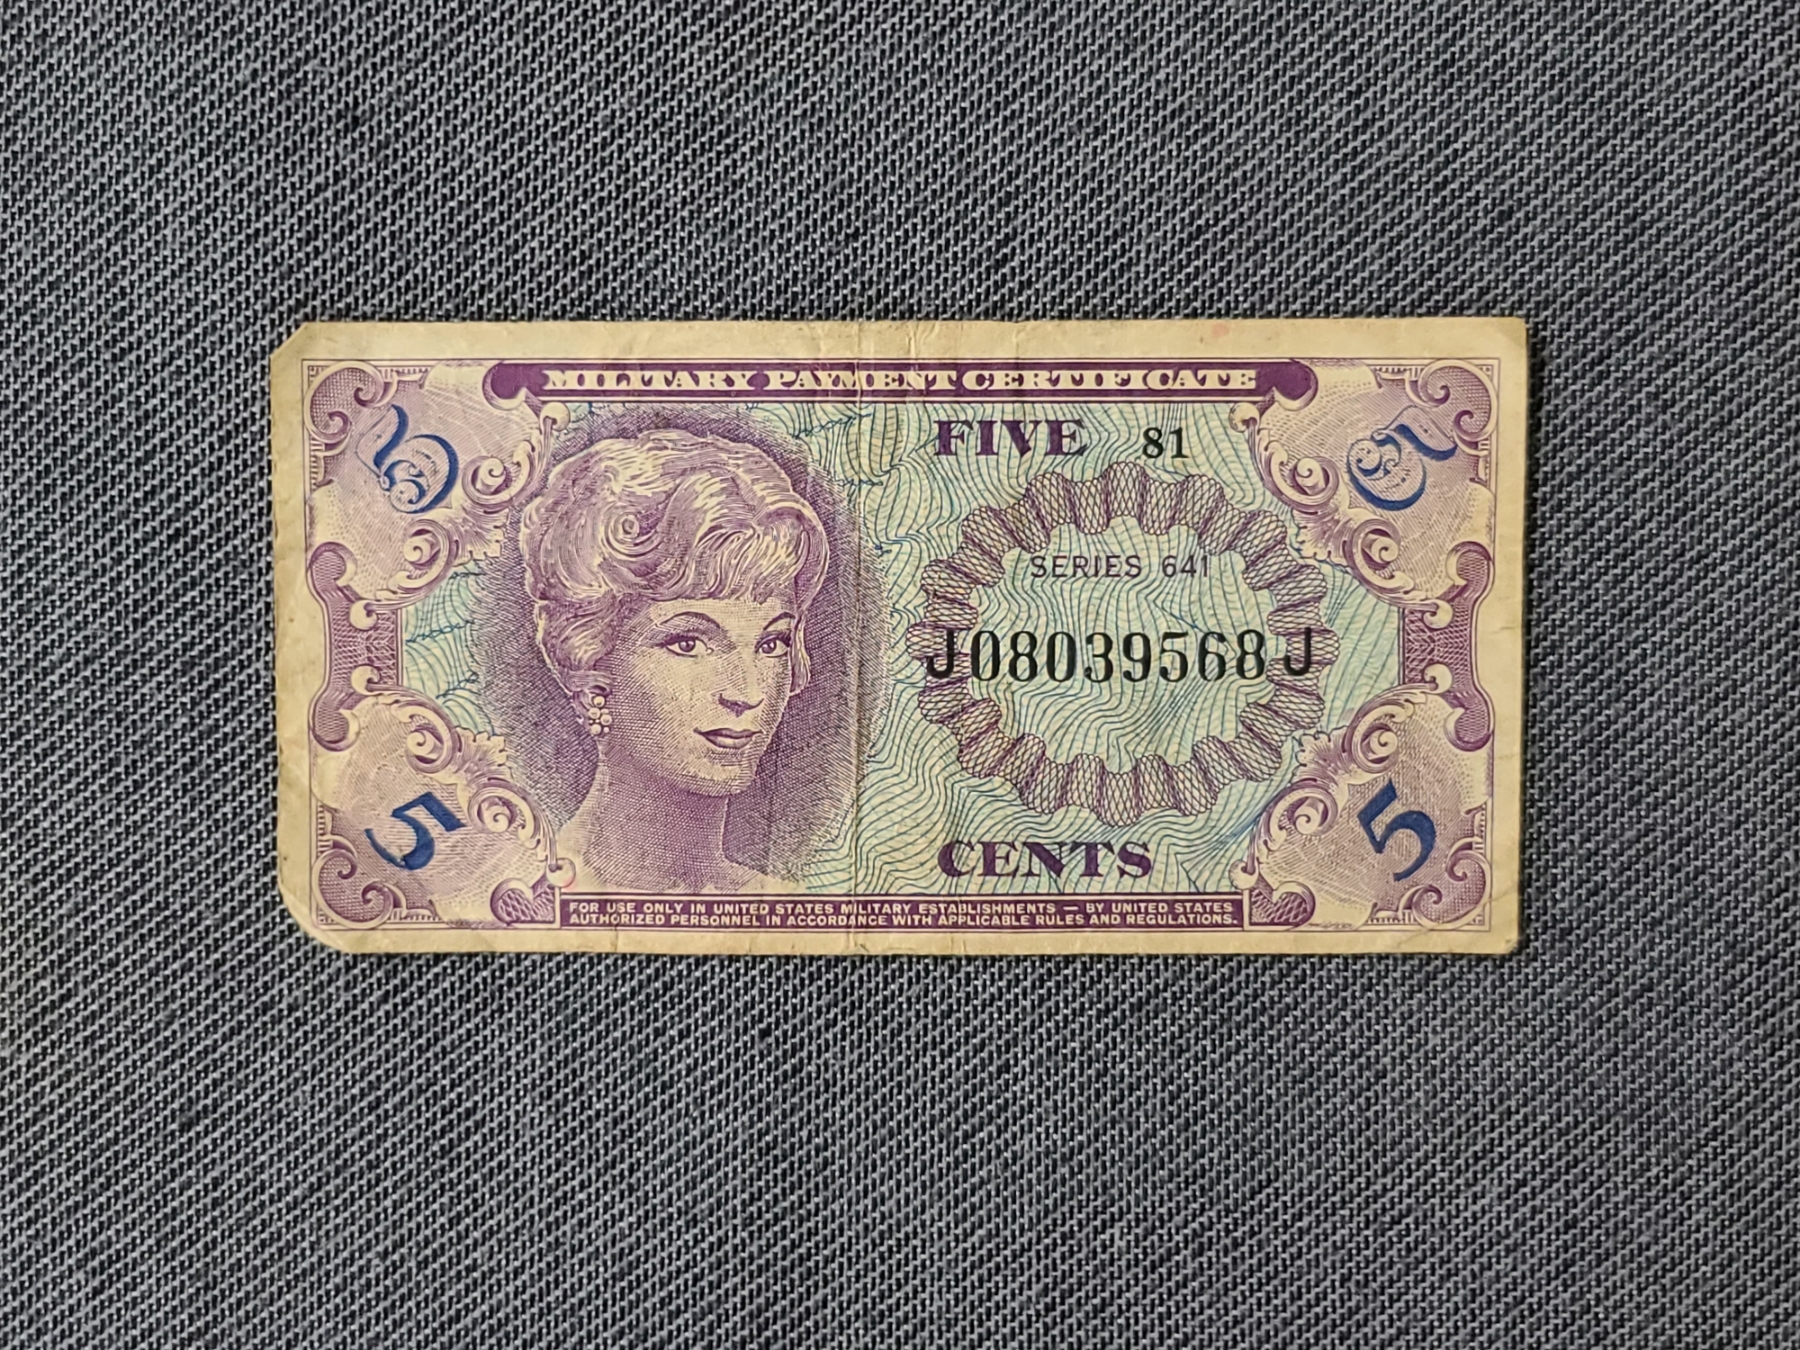 MILITARY PAYMENT CERTIFICATE
5
5
FIVE 81
SERIES 641
J08039568J
5
5
CENTS
FOR USE ONLY IN UNITED STATES MILITARY ESTABLISHMENTS — BY UNITED STATES
AUTHORIZED PERSONNEL IN ACCORDANCE WITH APPLICABLE RULES AND REGULATIONS.